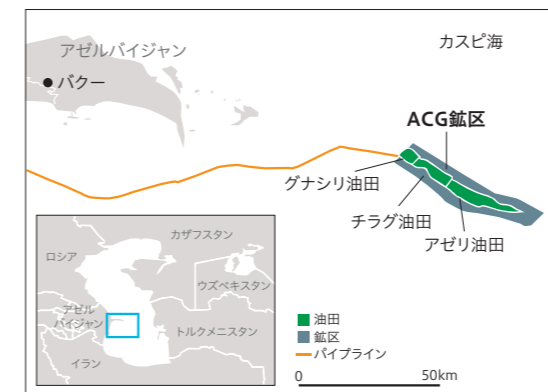 アゼルバイジャン
カスピ海
バクー
ACG鉱区
グナシリ油田
チラグ油田
アゼリ油田
カザフスタン
ロシア
ウズベキスタン
アゼル
バイジャン
トルクメニスタン
イラン
油田
鉱区
パイプライン
0 50km